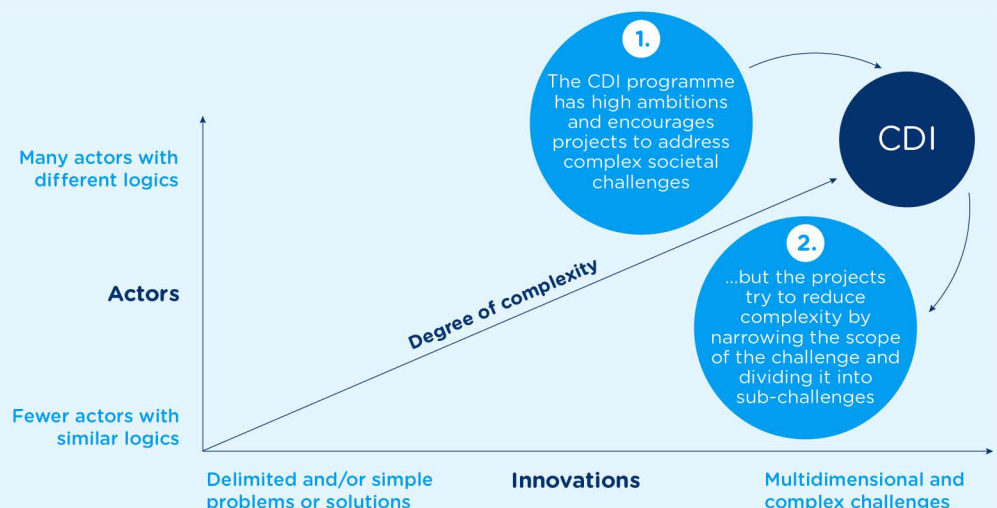 1.
The CDI programme
has high ambitions
and encourages
projects to address
complex societal
challenges
CDI
Many actors with
different logics
2.
...but the projects
try to reduce
complexity by
narrowing the scope
of the challenge and
dividing it into
sub-challenges
Degree of complexity
Actors
Fewer actors with
similar logics
Delimited and/or simple
problems or solutions
Innovations
Multidimensional and
complex challenges